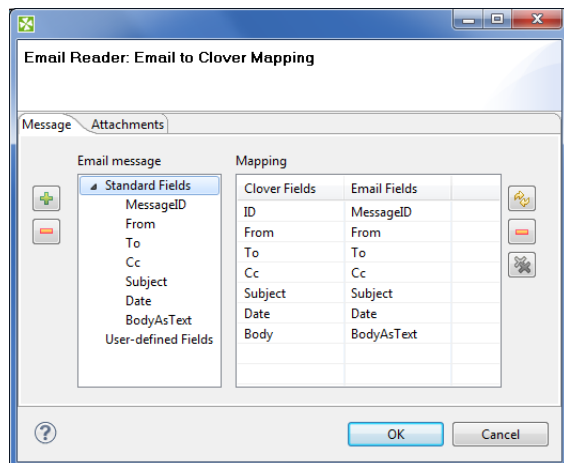 Email Reader: Email to Clover Mapping
Message Attachments
Email message Mapping
Standard Fields
MessageID
From
To
Cc
Subject
Date
BodyAsText
User-defined Fields
Clover Fields Email Fields
ID MessageID
From From
To To
Cc Cc
Subject Subject
Date Date
Body BodyAsText
OK Cancel